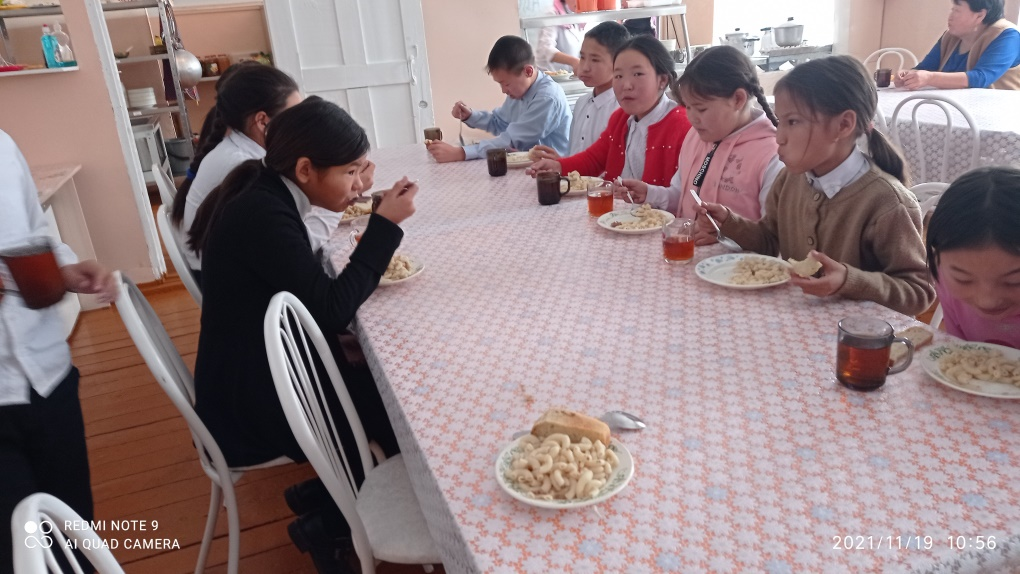 REDMI NOTE 9
AI QUAD CAMERA
2021/11/19 10:56